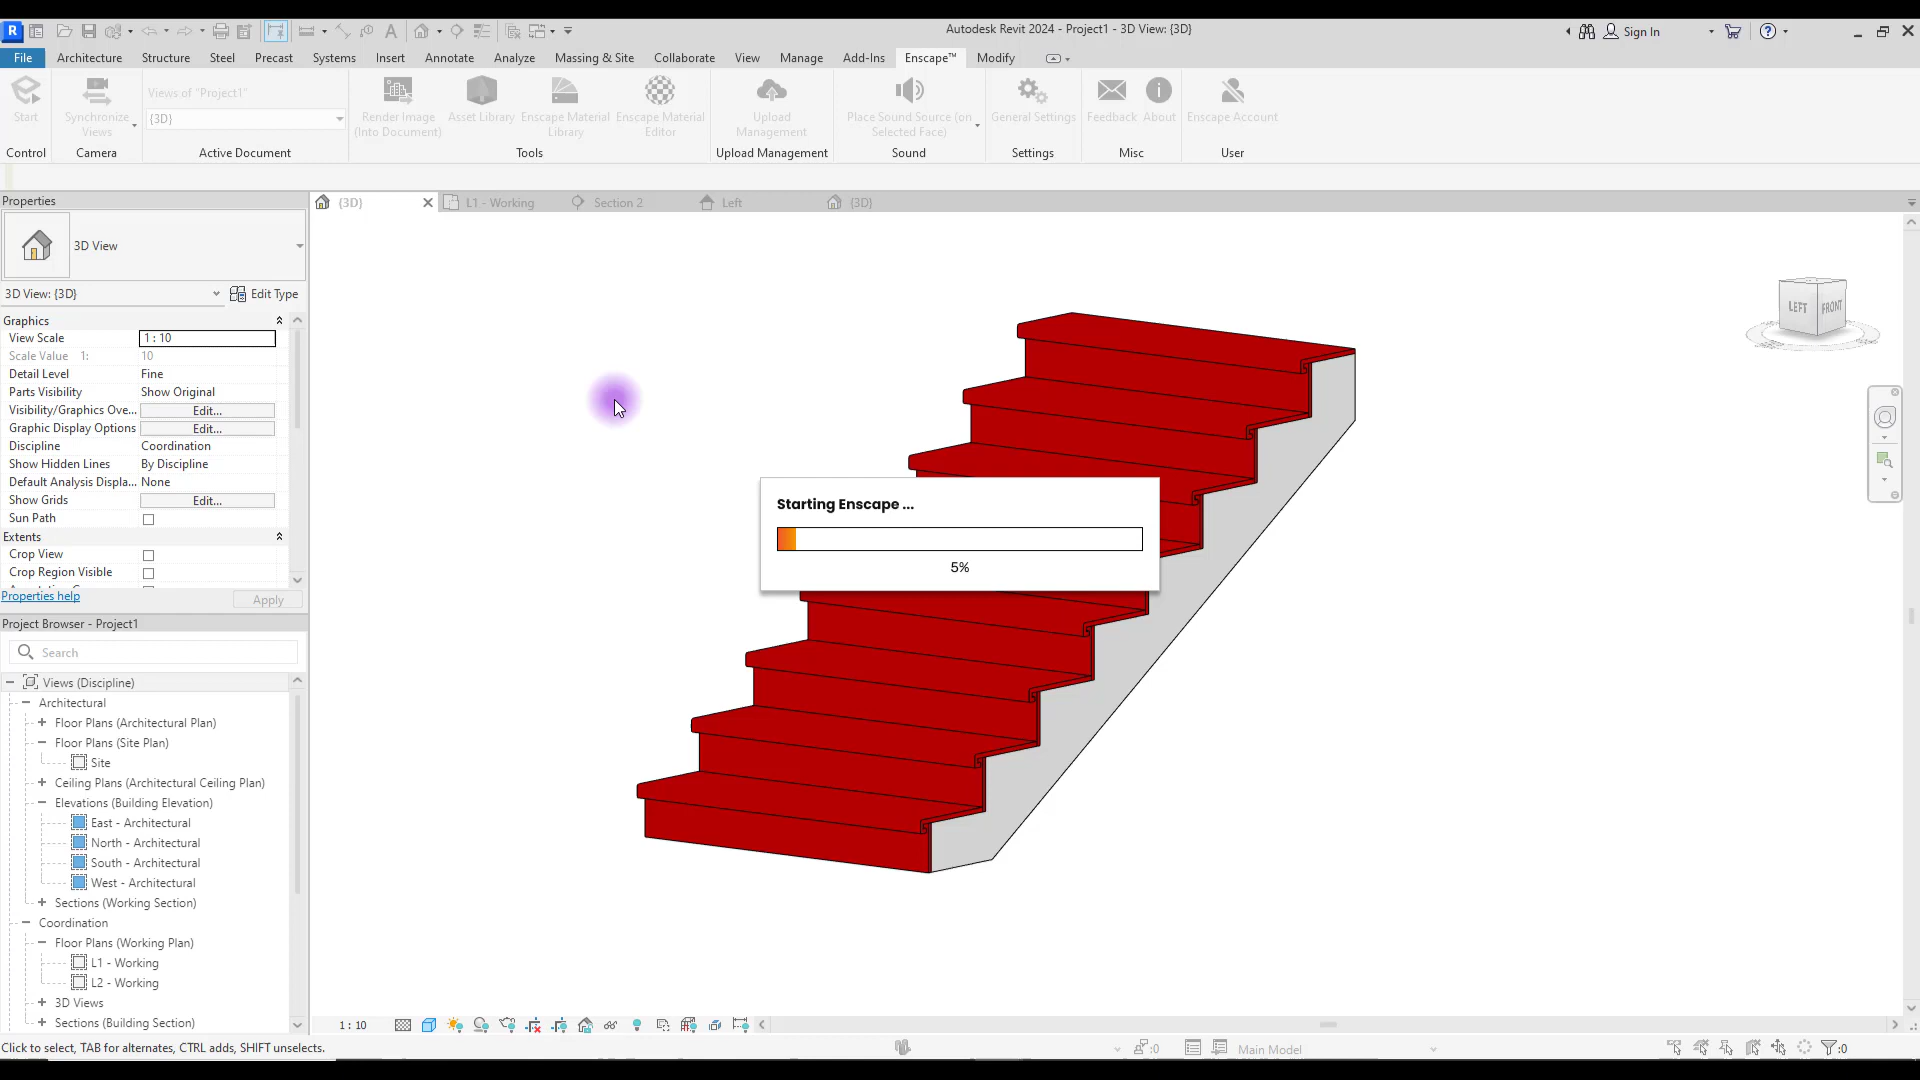 Autodesk Revit 2024 - Project1 - 3D View: {3D}
Sign In
File
Architecture
Structure
Steel
Precast
Systems
Insert
Annotate
Analyze
Massing & Site
Collaborate
View
Manage
Add-Ins
Enscape™
Modify
Start
Synchronize
Views
Views of "Project1"
{3D}
Render Image
(Into Document)
Asset Library
Enscape Material
Library
Enscape Material
Editor
Upload
Management
Place Sound Source (on
Selected Face)
General Settings
Feedback
About
Enscape Account
Control
Camera
Active Document
Tools
Upload Management
Sound
Settings
Misc
User
Properties
{3D}
L1 - Working
Section 2
Left
{3D}
3D View
3D View: {3D}
Edit Type
Graphics
View Scale
1 : 10
Scale Value 1:
10
Detail Level
Fine
Parts Visibility
Show Original
Visibility/Graphics Ove...
Edit...
Graphic Display Options
Edit...
Discipline
Coordination
Show Hidden Lines
By Discipline
Default Analysis Displa...
None
Show Grids
Edit...
Sun Path
Extents
Crop View
Crop Region Visible
Properties help
Apply
LEFT
FRONT
Starting Enscape ...
5%
Project Browser - Project1
Search
Views (Discipline)
Architectural
Floor Plans (Architectural Plan)
Floor Plans (Site Plan)
Site
Ceiling Plans (Architectural Ceiling Plan)
Elevations (Building Elevation)
East - Architectural
North - Architectural
South - Architectural
West - Architectural
Sections (Working Section)
Coordination
Floor Plans (Working Plan)
L1 - Working
L2 - Working
3D Views
Sections (Building Section)
1 : 10
Click to select, TAB for alternates, CTRL adds, SHIFT unselects.
:0
Main Model
:0